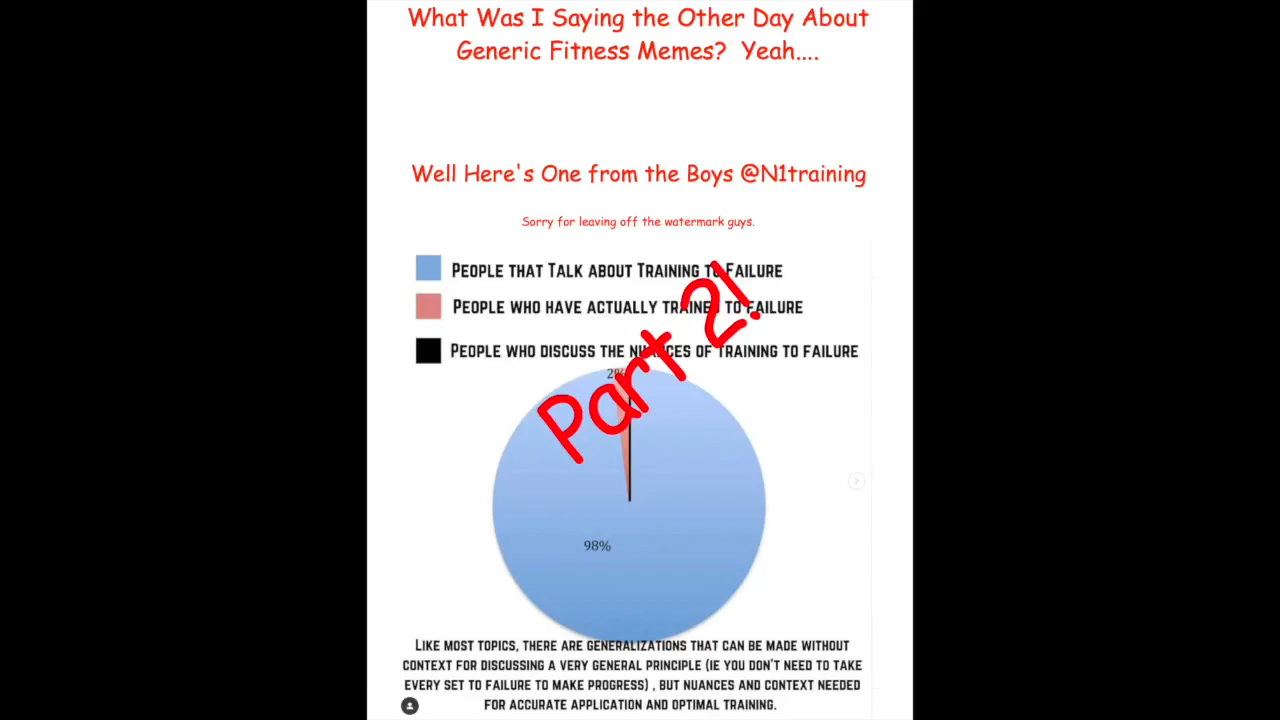 What Was I Saying the Other Day About
Generic Fitness Memes?  Yeah....
Well Here's One from the Boys @N1training
Sorry for leaving off the watermark guys.
PEOPLE THAT TALK ABOUT TRAINING TO FAILURE
PEOPLE WHO HAVE ACTUALLY TRAINED TO FAILURE
PEOPLE WHO DISCUSS THE NUANCES OF TRAINING TO FAILURE
2%
Part 2!
98%
LIKE MOST TOPICS, THERE ARE GENERALIZATIONS THAT CAN BE MADE WITHOUT
CONTEXT FOR DISCUSSING A VERY GENERAL PRINCIPLE (IE YOU DON'T NEED TO TAKE
EVERY SET TO FAILURE TO MAKE PROGRESS) , BUT NUANCES AND CONTEXT NEEDED
FOR ACCURATE APPLICATION AND OPTIMAL TRAINING.